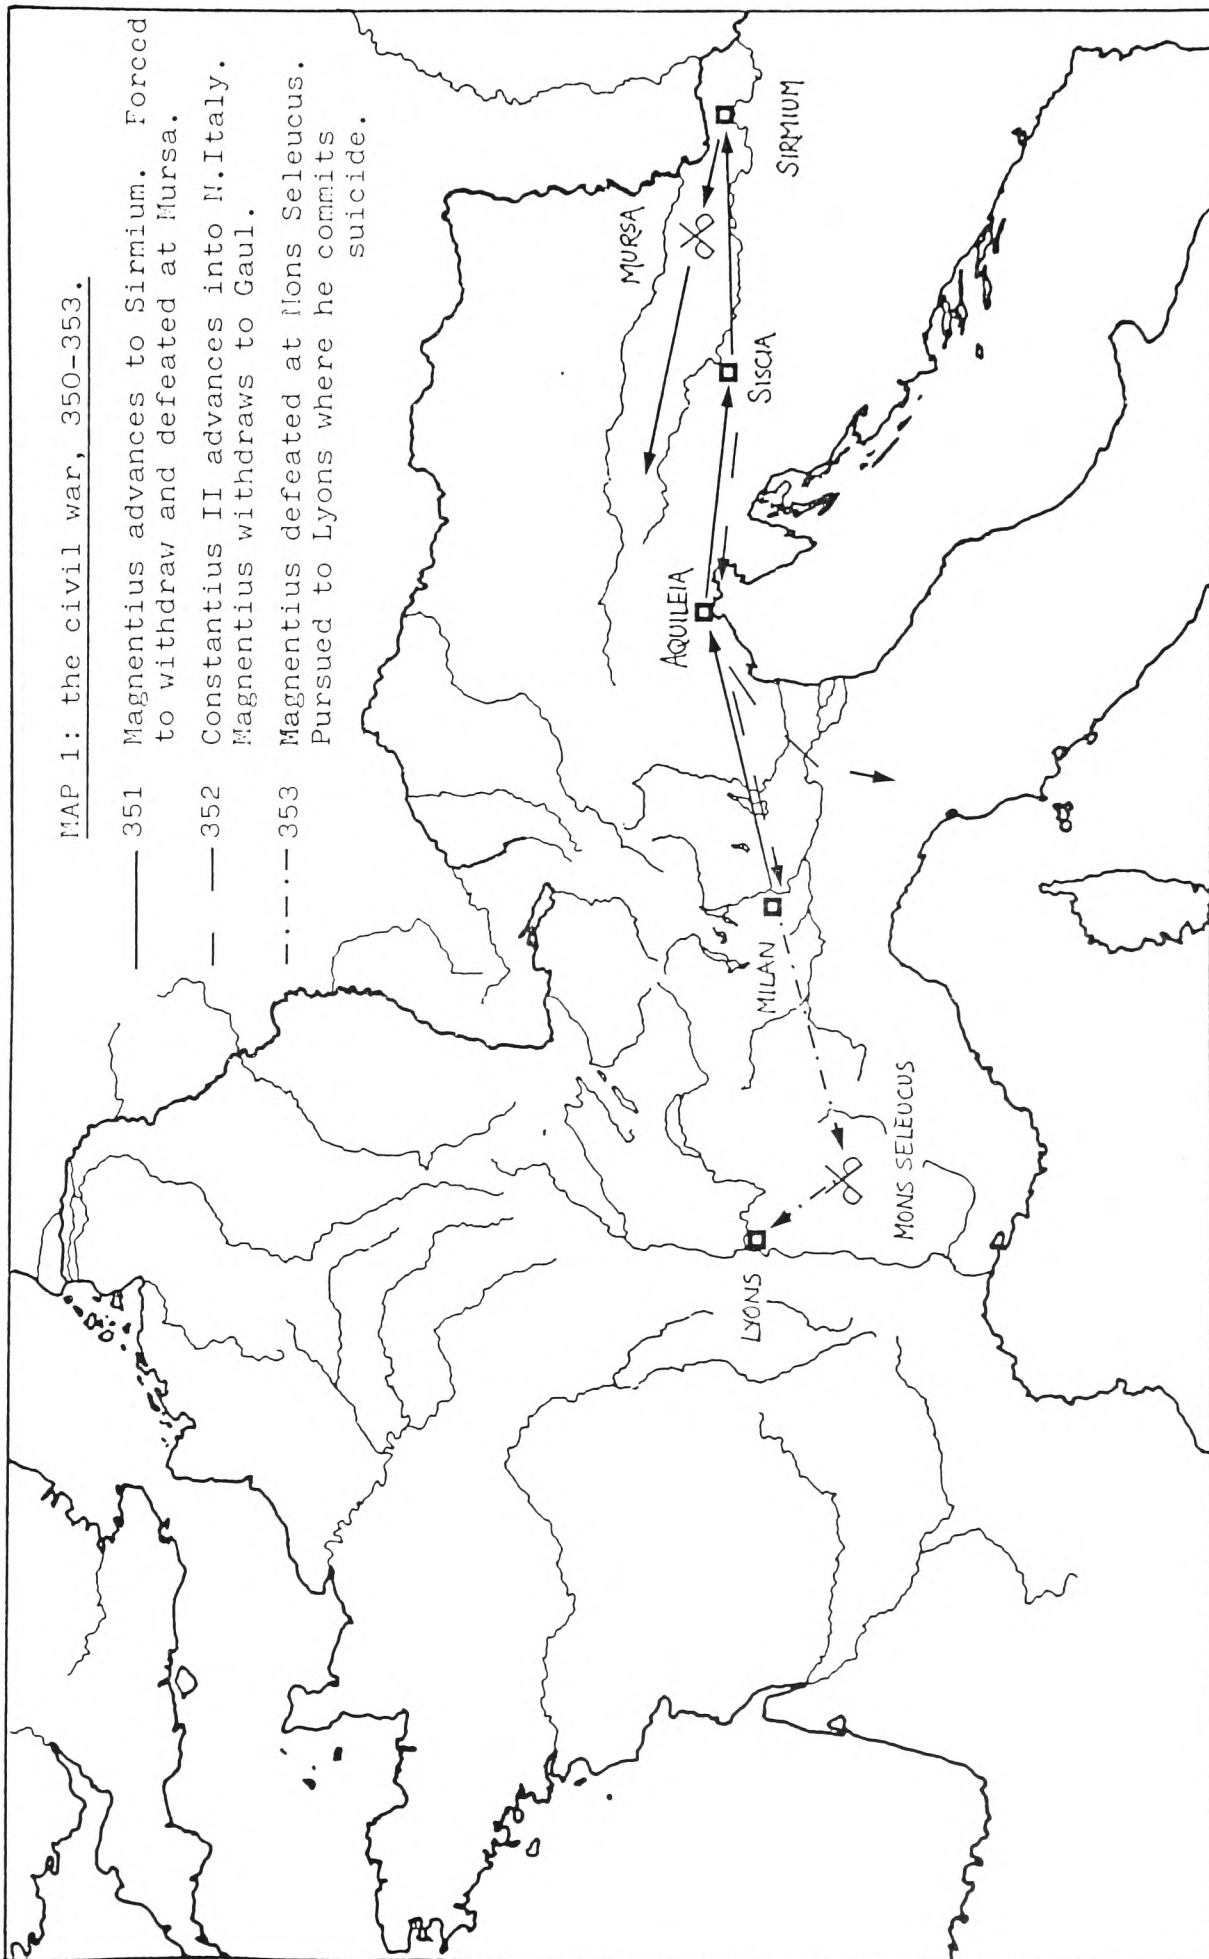 MAP 1: the civil war, 350-353.
351 Magnentius advances to Sirmium. Forced
to withdraw and defeated at Mursa.
352 Constantius II advances into N.Italy.
Magnentius withdraws to Gaul.
353 Magnentius defeated at Mons Seleucus.
Pursued to Lyons where he commits
suicide.
MURSA
SIRMIUM
SISCIA
AQUILEIA
MILAN
MONS SELEUCUS
LYONS